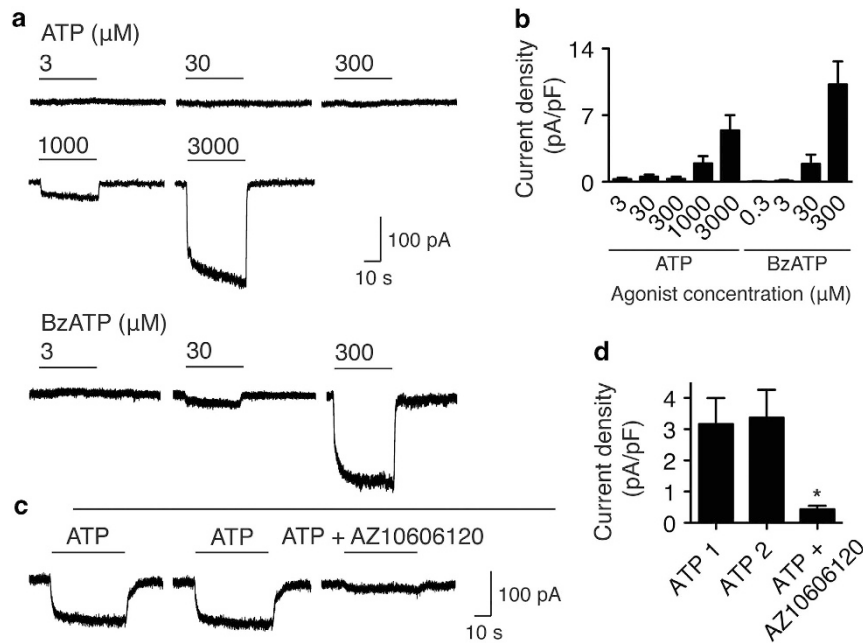 a
ATP (µM)
3 30 300
1000 3000
100 pA
10 s
BzATP (µM)
3 30 300
b
Current density
(pA/pF)
14
7
0
3 30 300 1000 3000 0.3 3 30 300
ATP BzATP
Agonist concentration (µM)
c
ATP ATP ATP + AZ10606120
100 pA
10 s
d
Current density
(pA/pF)
4
3
2
1
0
*
ATP 1
ATP 2
ATP +
AZ10606120